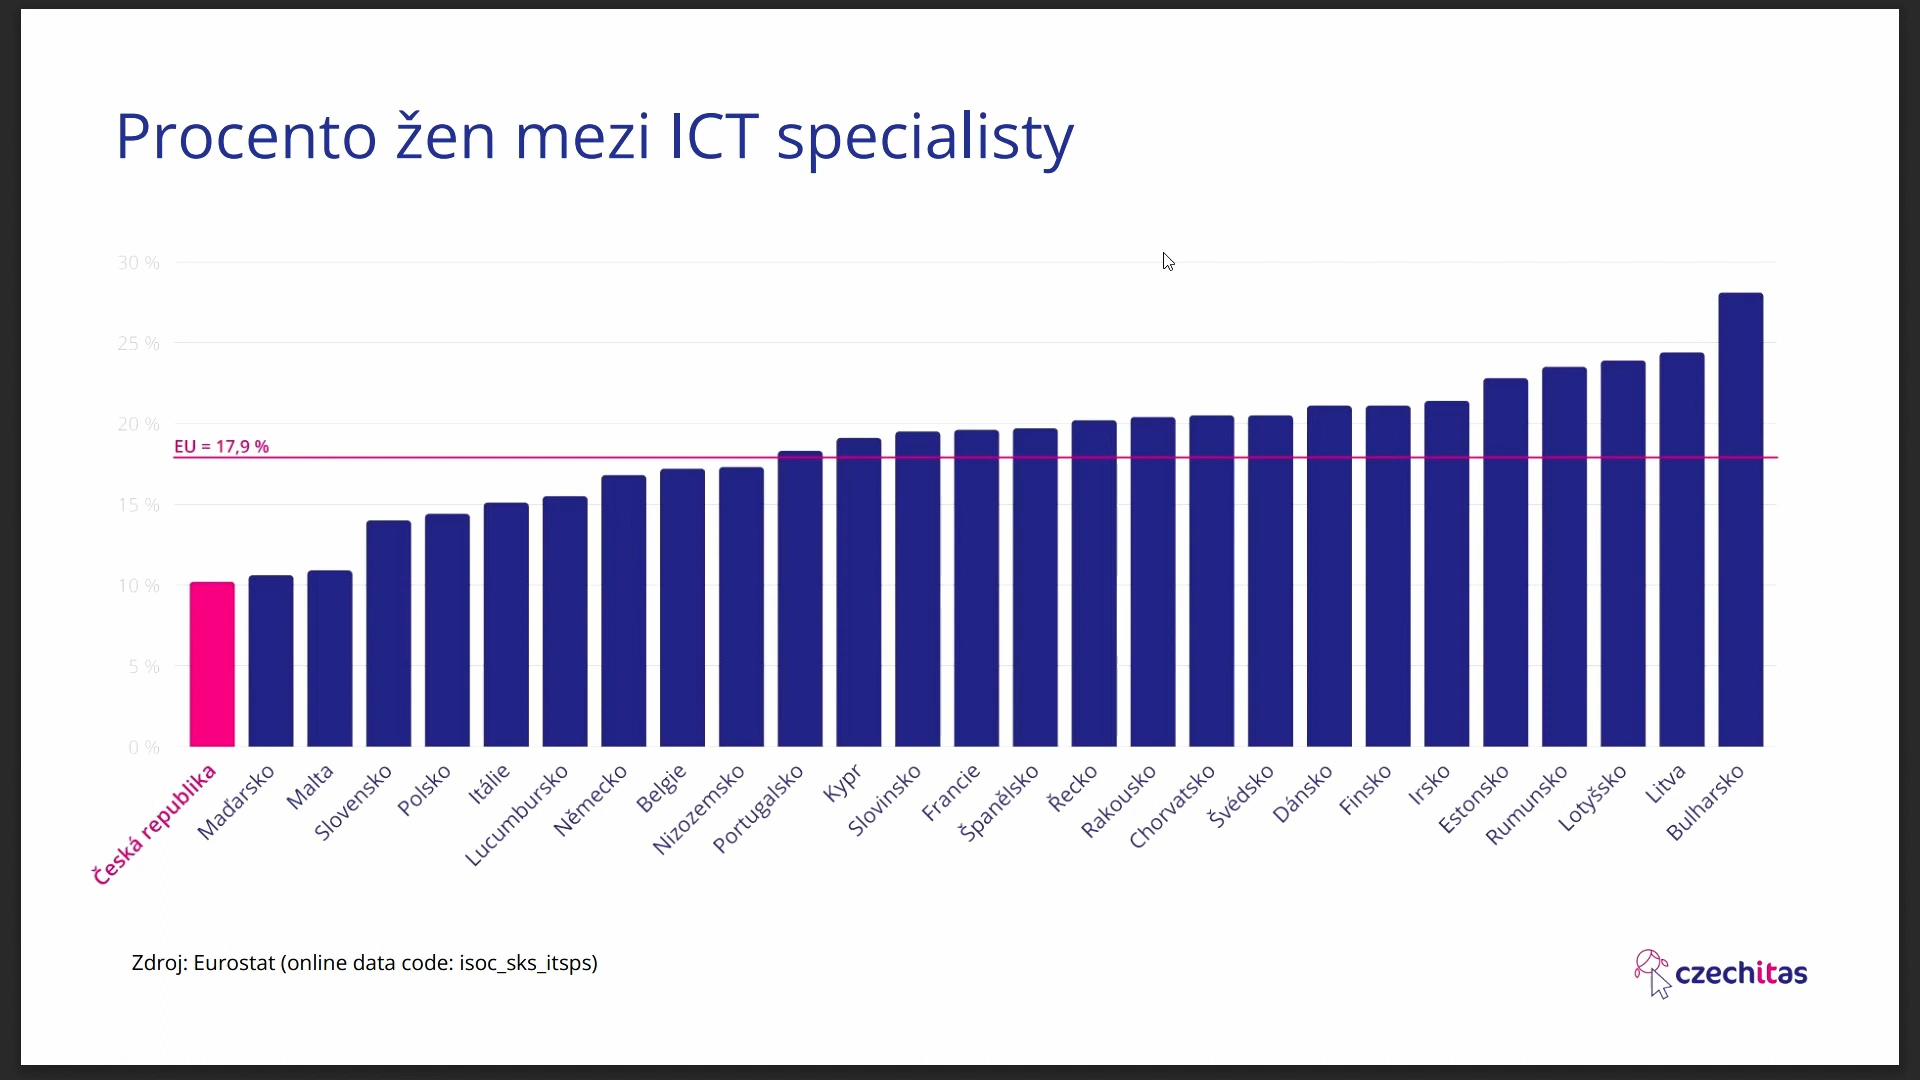 Procento žen mezi ICT specialisty
30 %
25 %
20 %
EU = 17,9 %
15 %
10 %
5 %
0 %
Česká republika
Maďarsko
Malta
Slovensko
Polsko
Itálie
Lucumbursko
Německo
Belgie
Nizozemsko
Portugalsko
Kypr
Slovinsko
Francie
Španělsko
Řecko
Rakousko
Chorvatsko
Švédsko
Dánsko
Finsko
Irsko
Estonsko
Rumunsko
Lotyšsko
Litva
Bulharsko
Zdroj: Eurostat (online data code: isoc_sks_itsps)
czechitas